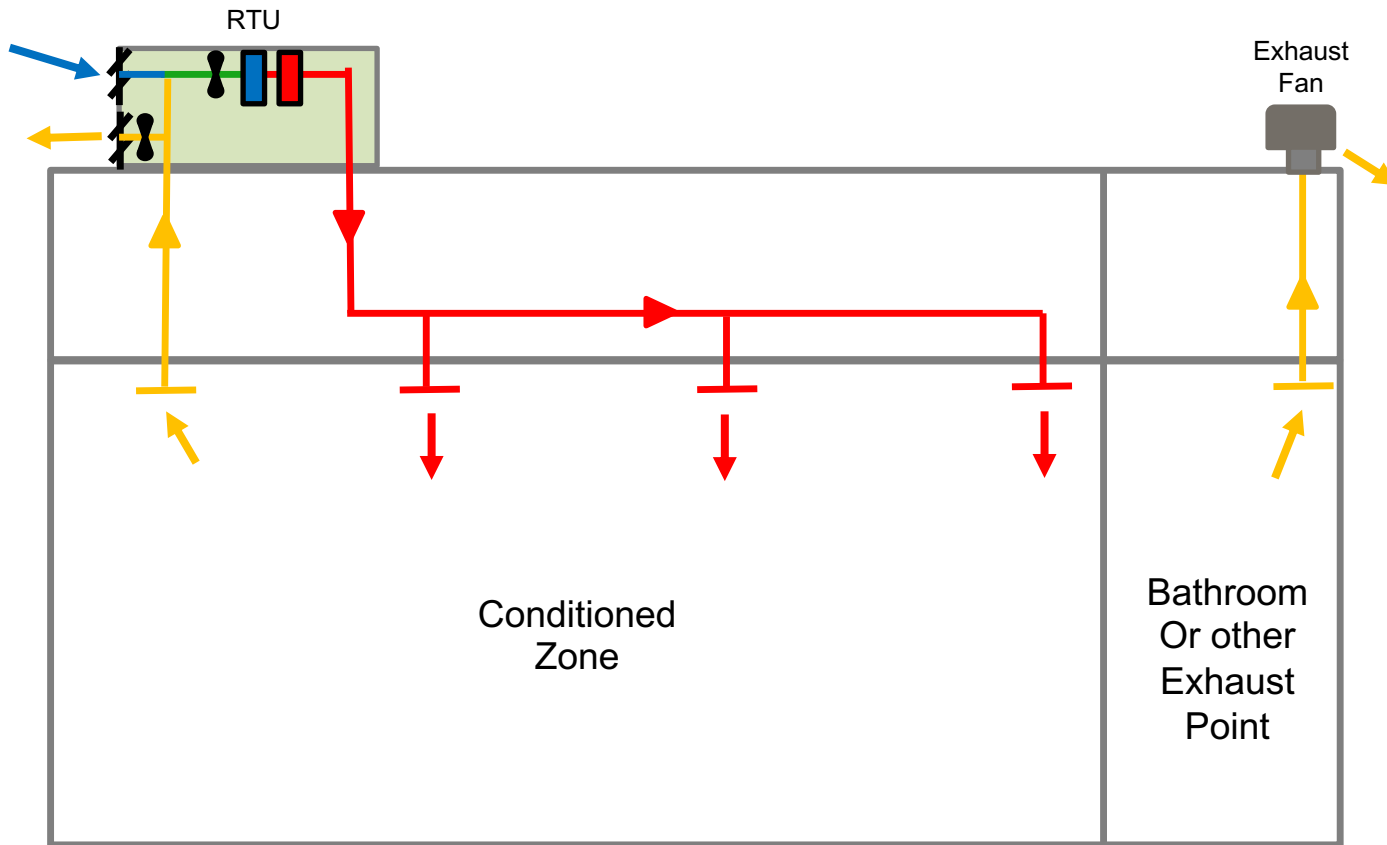 RTU
Exhaust
Fan
Conditioned
Zone
Bathroom
Or other
Exhaust
Point